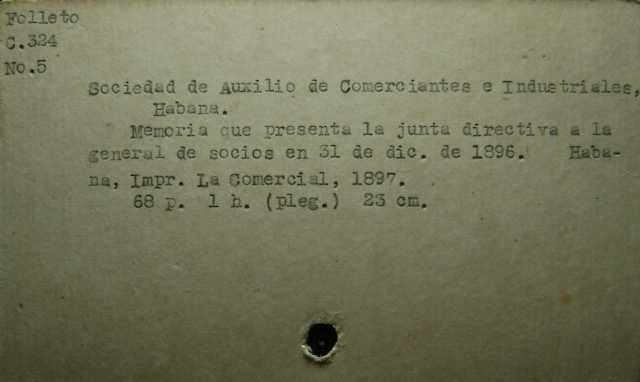 Folleto
C.324
No.5
Sociedad de Auxilio de Comerciantes e Industriales,
Habana.
Memoria que presenta la junta directiva a la
general de socios en 31 de dic. de 1896. Haba-
na, Impr. La Comercial, 1897.
68 p. 1 h. (pleg.) 23 cm.